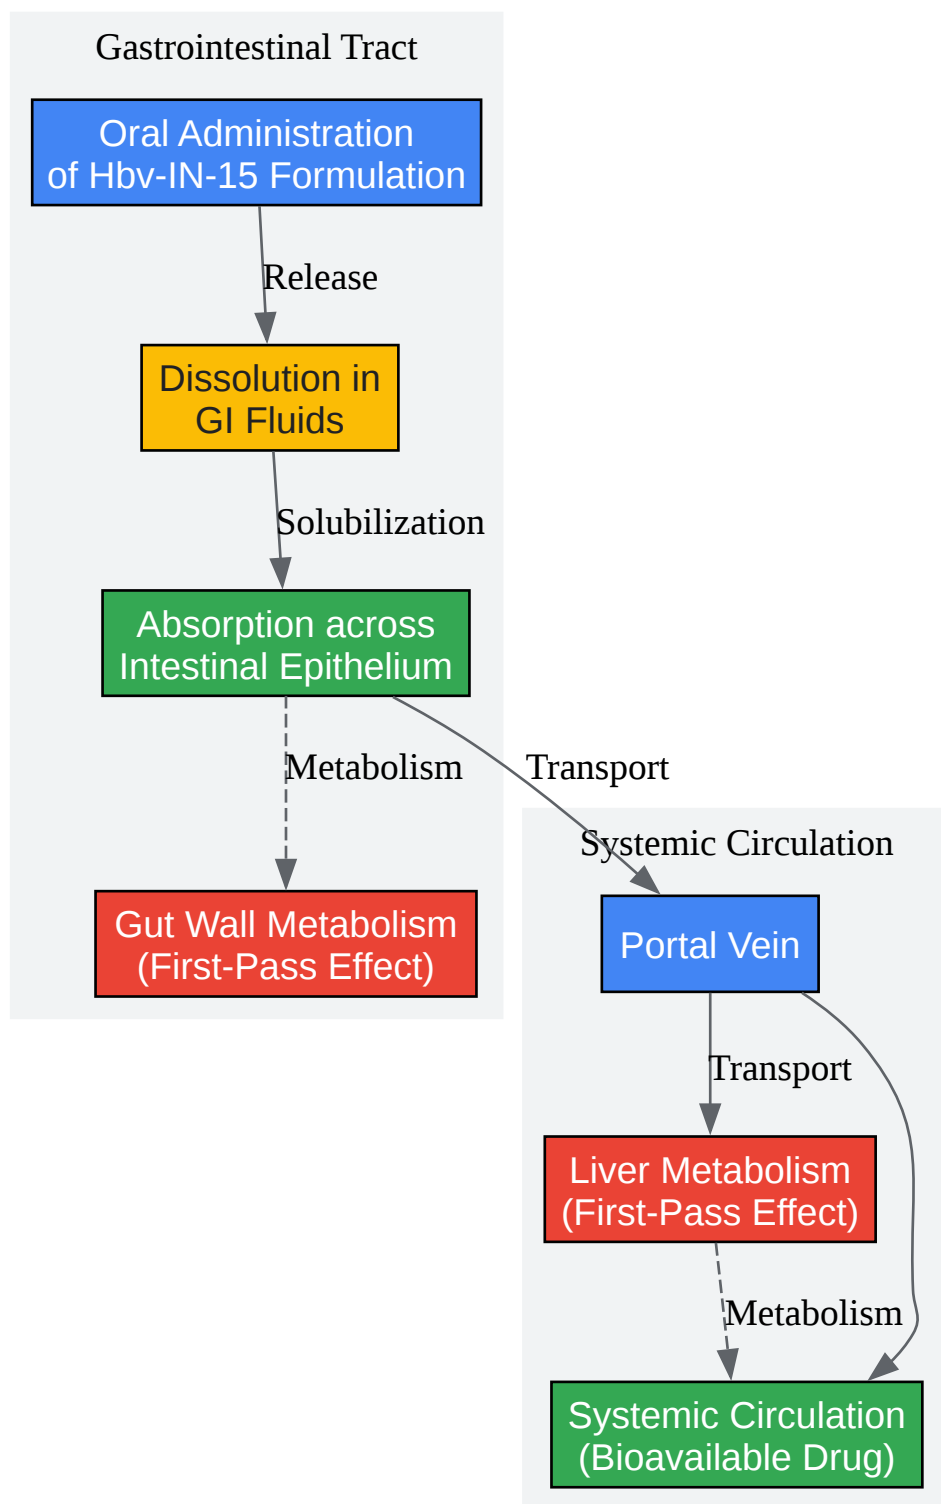 Gastrointestinal Tract
Oral Administration
of Hbv-IN-15 Formulation
Release
Dissolution in
GI Fluids
Solubilization
Absorption across
Intestinal Epithelium
Metabolism
Transport
Gut Wall Metabolism
(First-Pass Effect)
Systemic Circulation
Portal Vein
Transport
Liver Metabolism
(First-Pass Effect)
Metabolism
Systemic Circulation
(Bioavailable Drug)